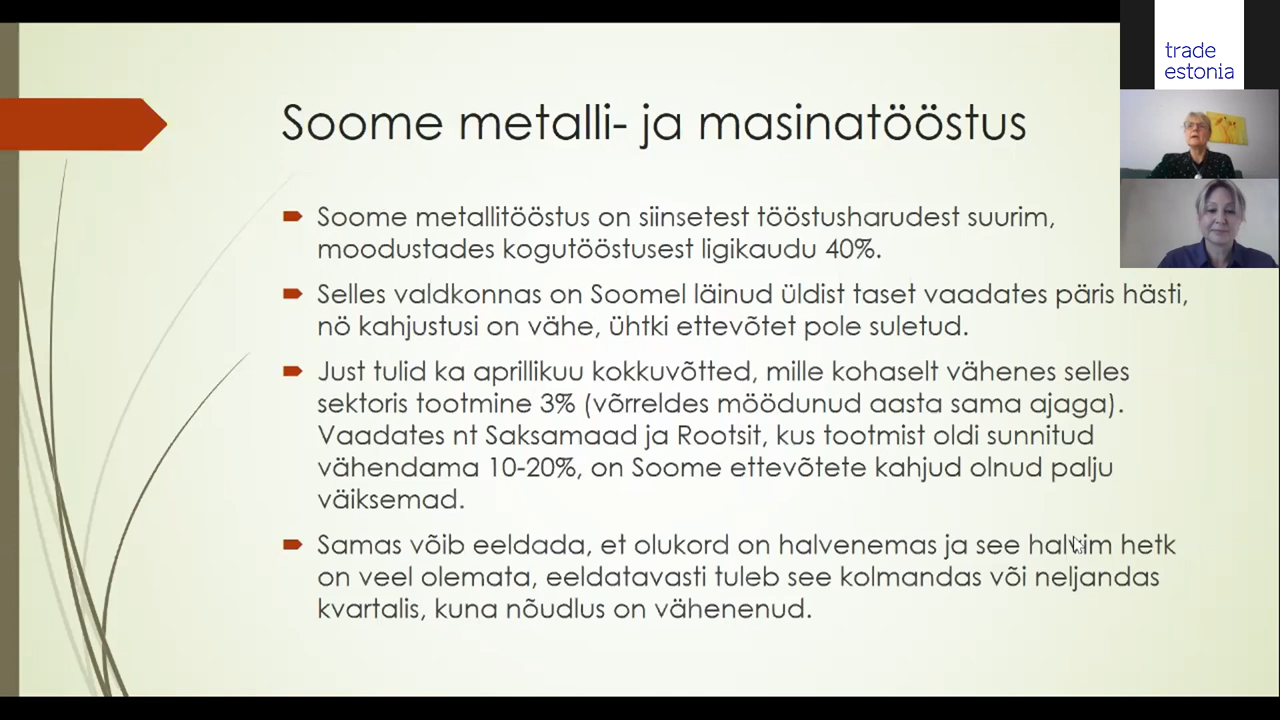 trade
estonia
Soome metalli- ja masinatööstus
Soome metallitööstus on siinsetest tööstusharudest suurim,
moodustades kogutööstusest ligikaudu 40%.
Selles valdkonnas on Soomel läinud üldist taset vaadates päris hästi,
nö kahjustusi on vähe, ühtki ettevõtet pole suletud.
Just tulid ka aprillikuu kokkuvõtted, mille kohaselt vähenes selles
sektoris tootmine 3% (võrreldes möödunud aasta sama ajaga).
Vaadates nt Saksamaad ja Rootsit, kus tootmist oldi sunnitud
vähendama 10-20%, on Soome ettevõtete kahjud olnud palju
väiksemad.
Samas võib eeldada, et olukord on halvenemas ja see halvim hetk
on veel olemata, eeldatavasti tuleb see kolmandas või neljandas
kvartalis, kuna nõudlus on vähenenud.